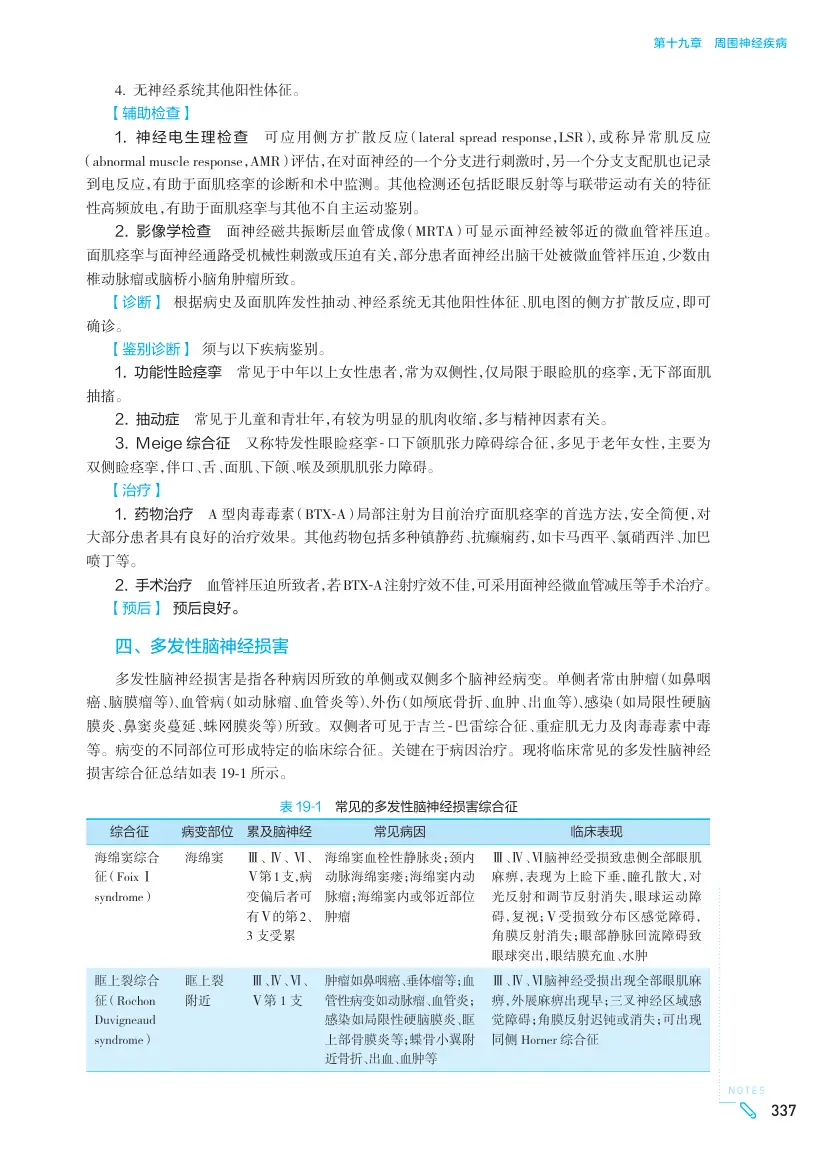 第十九章 周围神经疾病
4. 无神经系统其他阳性体征。
【辅助检查】
1. 神经电生理检查 可应用侧方扩散反应(lateral spread response,LSR),或称异常肌反应
(abnormal muscle response,AMR)评估,在对面神经的一个分支进行刺激时,另一个分支支配肌也记录
到电反应,有助于面肌痉挛的诊断和术中监测。其他检测还包括眨眼反射等与联带运动有关的特征
性高频放电,有助于面肌痉挛与其他不自主运动鉴别。
2. 影像学检查 面神经磁共振断层血管成像(MRTA)可显示面神经被邻近的微血管袢压迫。
面肌痉挛与面神经通路受机械性刺激或压迫有关,部分患者面神经出脑干处被微血管袢压迫,少数由
椎动脉瘤或脑桥小脑角肿瘤所致。
【诊断】 根据病史及面肌阵发性抽动、神经系统无其他阳性体征、肌电图的侧方扩散反应,即可
确诊。
【鉴别诊断】 须与以下疾病鉴别。
1. 功能性睑痉挛 常见于中年以上女性患者,常为双侧性,仅局限于眼睑肌的痉挛,无下部面肌
抽搐。
2. 抽动症 常见于儿童和青壮年,有较为明显的肌肉收缩,多与精神因素有关。
3. Meige 综合征 又称特发性眼睑痉挛-口下颌肌张力障碍综合征,多见于老年女性,主要为
双侧睑痉挛,伴口、舌、面肌、下颌、喉及颈肌肌张力障碍。
【治疗】
1. 药物治疗 A 型肉毒毒素(BTX-A)局部注射为目前治疗面肌痉挛的首选方法,安全简便,对
大部分患者具有良好的治疗效果。其他药物包括多种镇静药、抗癫痫药,如卡马西平、氯硝西泮、加巴
喷丁等。
2. 手术治疗 血管袢压迫所致者,若BTX-A注射疗效不佳,可采用面神经微血管减压等手术治疗。
【预后】 预后良好。
四、多发性脑神经损害
多发性脑神经损害是指各种病因所致的单侧或双侧多个脑神经病变。单侧者常由肿瘤(如鼻咽
癌、脑膜瘤等)、血管病(如动脉瘤、血管炎等)、外伤(如颅底骨折、血肿、出血等)、感染(如局限性硬脑
膜炎、鼻窦炎蔓延、蛛网膜炎等)所致。双侧者可见于吉兰-巴雷综合征、重症肌无力及肉毒毒素中毒
等。病变的不同部位可形成特定的临床综合征。关键在于病因治疗。现将临床常见的多发性脑神经
损害综合征总结如表 19-1 所示。
表 19-1 常见的多发性脑神经损害综合征
综合征 病变部位 累及脑神经 常见病因 临床表现
海绵窦综合 海绵窦 Ⅲ、Ⅳ、Ⅵ、 海绵窦血栓性静脉炎;颈内 Ⅲ、Ⅳ、Ⅵ脑神经受损致患侧全部眼肌
征(Foix Ⅰ Ⅴ第1支,病 动脉海绵窦瘘;海绵窦内动 麻痹,表现为上睑下垂,瞳孔散大,对
syndrome) 变偏后者可 脉瘤;海绵窦内或邻近部位 光反射和调节反射消失,眼球运动障
有Ⅴ的第2、 肿瘤 碍,复视;Ⅴ受损致分布区感觉障碍,
3 支受累 角膜反射消失;眼部静脉回流障碍致
眼球突出,眼结膜充血、水肿
眶上裂综合 眶上裂 Ⅲ、Ⅳ、Ⅵ、 肿瘤如鼻咽癌、垂体瘤等;血 Ⅲ、Ⅳ、Ⅵ脑神经受损出现全部眼肌麻
征(Rochon 附近 Ⅴ第 1 支 管性病变如动脉瘤、血管炎; 痹,外展麻痹出现早;三叉神经区域感
Duvigneaud 感染如局限性硬脑膜炎、眶 觉障碍;角膜反射迟钝或消失;可出现
syndrome) 上部骨膜炎等;蝶骨小翼附 同侧 Horner 综合征
近骨折、出血、血肿等
NOTES
337